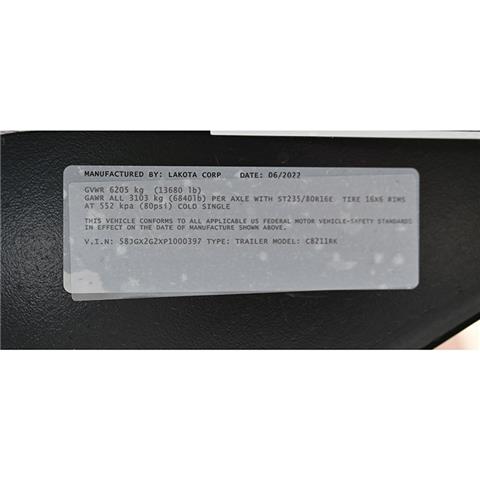 MANUFACTURED BY: LAKOTA CORP DATE: 06/2022
GVWR 6205 kg (13680 lb)
GAWR ALL 3103 kg (6840lb) PER AXLE WITH ST235/80R16E TIRE 16X6 RIMS
AT 552 kpa (80psi) COLD SINGLE
THIS VEHICLE CONFORMS TO ALL APPLICABLE US FEDERAL MOTOR VEHICLE-SAFETY STANDARDS
IN EFFECT ON THE DATE OF MANUFACTURE SHOWN ABOVE.
V.I.N: 58JGX2G2XP1000397 TYPE: TRAILER MODEL: C8211RK